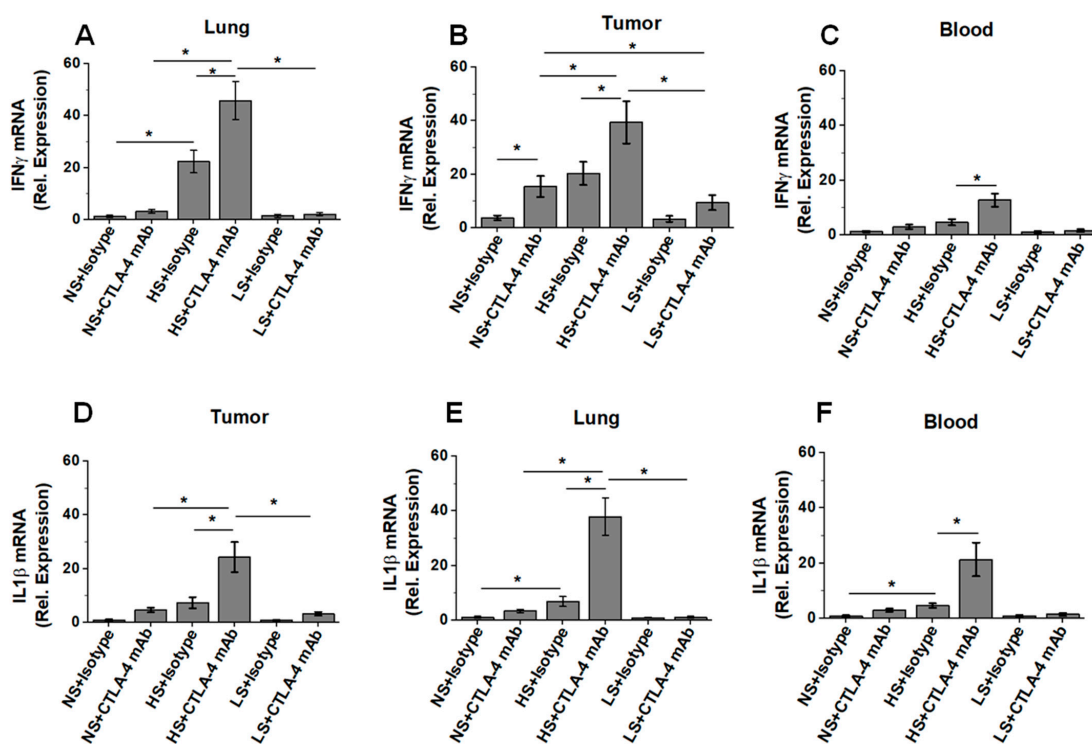 A
Lung
IFNγ mRNA
(Rel. Expression)
60
40
20
0
*
*
*
*
NS+Isotype
NS+CTLA-4 mAb
HS+Isotype
HS+CTLA-4 mAb
LS+Isotype
LS+CTLA-4 mAb
B
Tumor
IFNγ mRNA
(Rel. Expression)
60
40
20
0
*
*
*
*
*
NS+Isotype
NS+CTLA-4 mAb
HS+Isotype
HS+CTLA-4 mAb
LS+Isotype
LS+CTLA-4 mAb
C
Blood
IFNγ mRNA
(Rel. Expression)
60
40
20
0
*
NS+Isotype
NS+CTLA-4 mAb
HS+Isotype
HS+CTLA-4 mAb
LS+Isotype
LS+CTLA-4 mAb
D
Tumor
IL1β mRNA
(Rel. Expression)
60
40
20
0
*
*
*
NS+Isotype
NS+CTLA-4 mAb
HS+Isotype
HS+CTLA-4 mAb
LS+Isotype
LS+CTLA-4 mAb
E
Lung
IL1β mRNA
(Rel. Expression)
60
40
20
0
*
*
*
*
NS+Isotype
NS+CTLA-4 mAb
HS+Isotype
HS+CTLA-4 mAb
LS+Isotype
LS+CTLA-4 mAb
F
Blood
IL1β mRNA
(Rel. Expression)
60
40
20
0
*
*
NS+Isotype
NS+CTLA-4 mAb
HS+Isotype
HS+CTLA-4 mAb
LS+Isotype
LS+CTLA-4 mAb